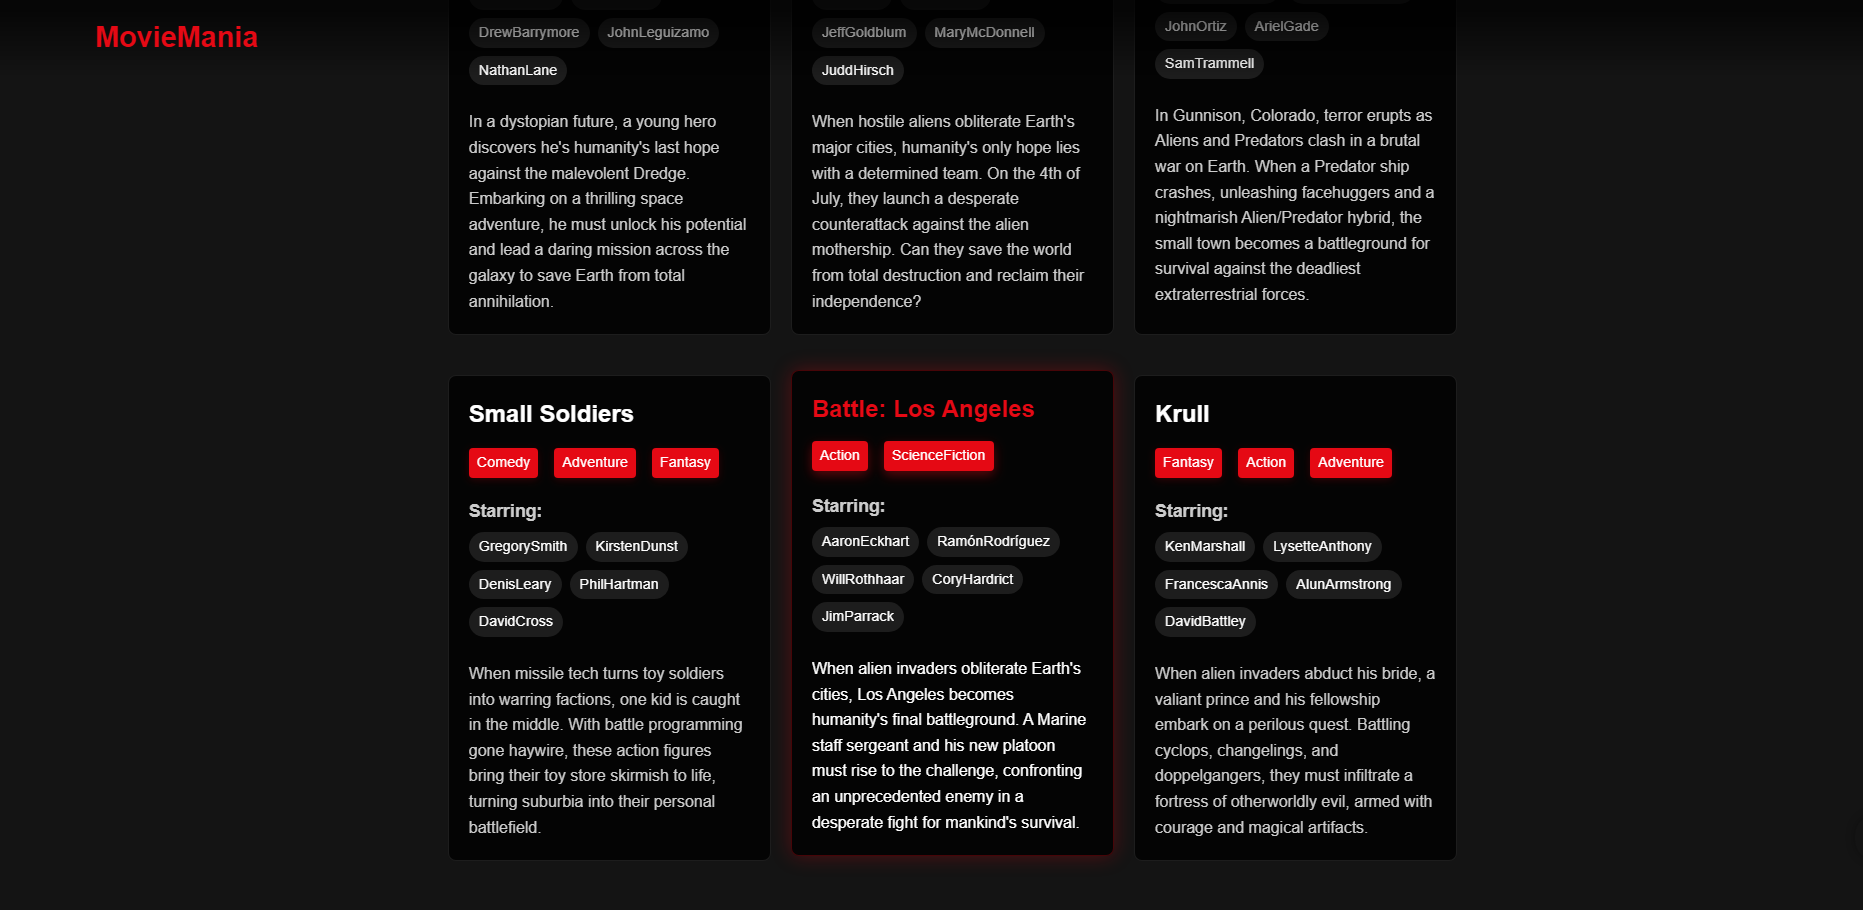 MovieMania
DrewBarrymore JohnLeguizamo
NathanLane
In a dystopian future, a young hero
discovers he's humanity's last hope
against the malevolent Dredge.
Embarking on a thrilling space
adventure, he must unlock his potential
and lead a daring mission across the
galaxy to save Earth from total
annihilation.
JeffGoldblum MaryMcDonnell
JuddHirsch
When hostile aliens obliterate Earth's
major cities, humanity's only hope lies
with a determined team. On the 4th of
July, they launch a desperate
counterattack against the alien
mothership. Can they save the world
from total destruction and reclaim their
independence?
JohnOrtiz ArielGade
SamTrammell
In Gunnison, Colorado, terror erupts as
Aliens and Predators clash in a brutal
war on Earth. When a Predator ship
crashes, unleashing facehuggers and a
nightmarish Alien/Predator hybrid, the
small town becomes a battleground for
survival against the deadliest
extraterrestrial forces.
Small Soldiers
Comedy Adventure Fantasy
Starring:
GregorySmith KirstenDunst
DenisLeary PhilHartman
DavidCross
When missile tech turns toy soldiers
into warring factions, one kid is caught
in the middle. With battle programming
gone haywire, these action figures
bring their toy store skirmish to life,
turning suburbia into their personal
battlefield.
Battle: Los Angeles
Action ScienceFiction
Starring:
AaronEckhart RamónRodríguez
WillRothhaar CoryHardrict
JimParrack
When alien invaders obliterate Earth's
cities, Los Angeles becomes
humanity's final battleground. A Marine
staff sergeant and his new platoon
must rise to the challenge, confronting
an unprecedented enemy in a
desperate fight for mankind's survival.
Krull
Fantasy Action Adventure
Starring:
KenMarshall LysetteAnthony
FrancescaAnnis AlunArmstrong
DavidBattley
When alien invaders abduct his bride, a
valiant prince and his fellowship
embark on a perilous quest. Battling
cyclops, changelings, and
doppelgangers, they must infiltrate a
fortress of otherworldly evil, armed with
courage and magical artifacts.